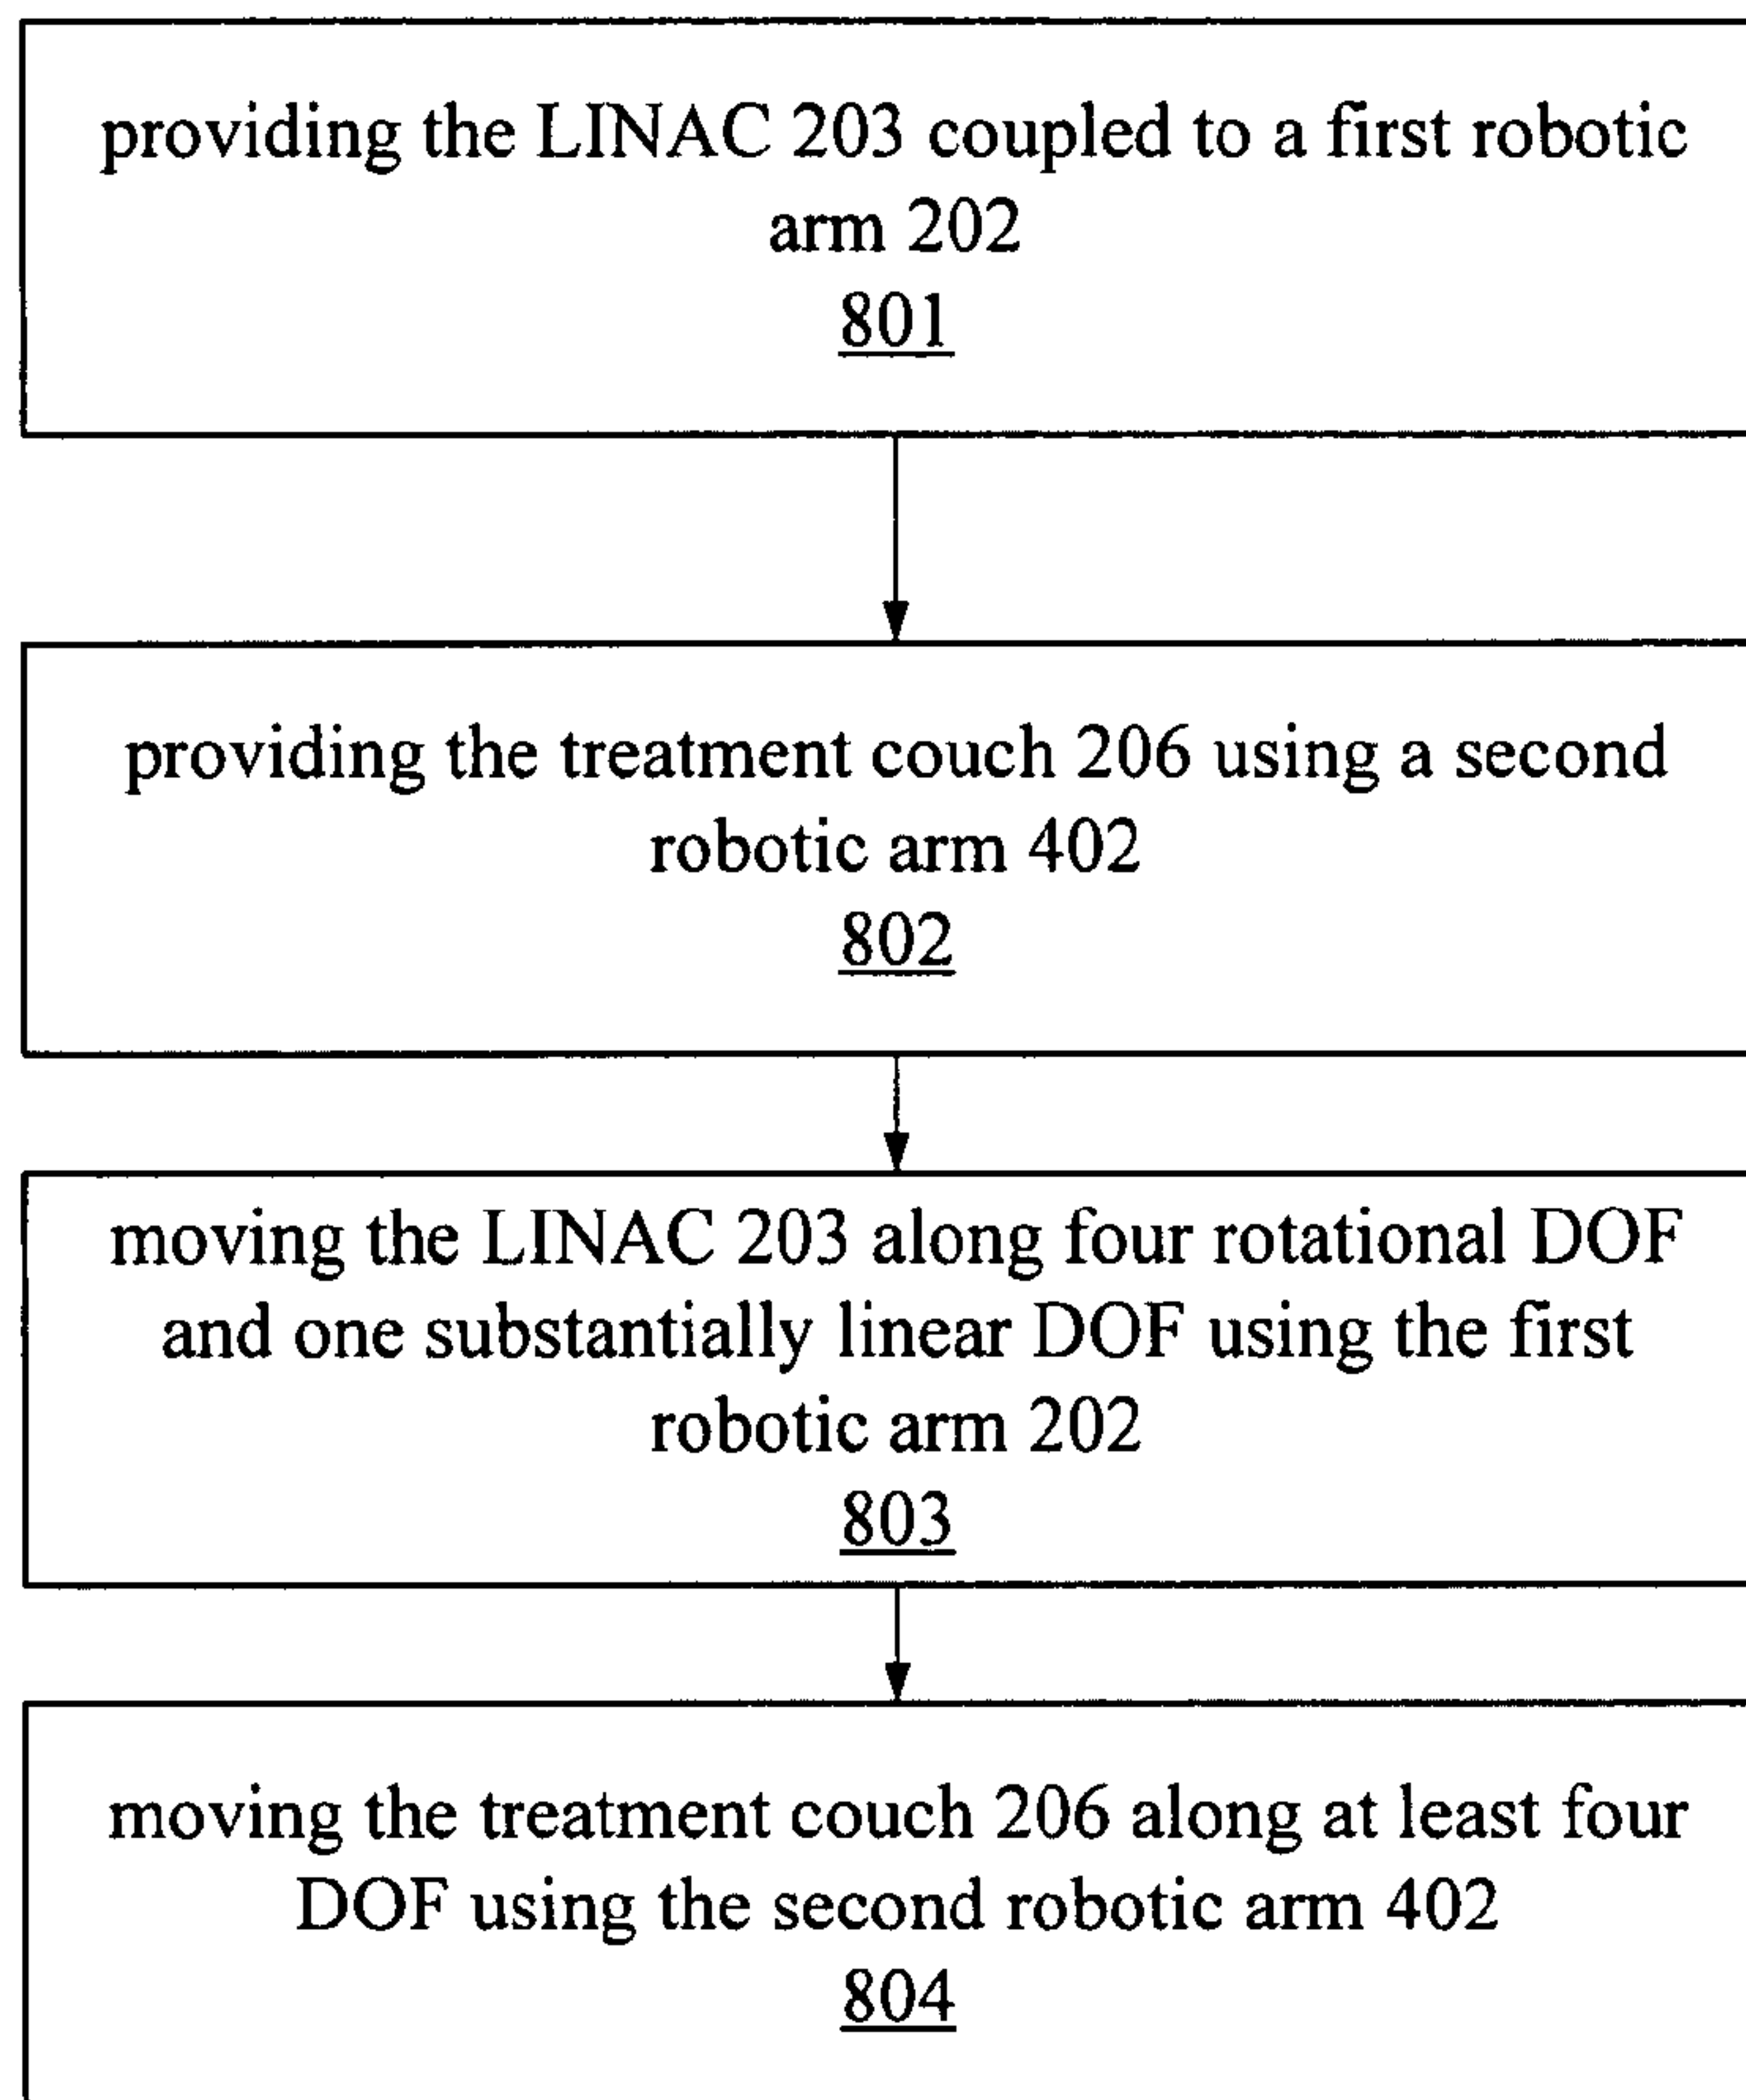 providing the LINAC 203 coupled to a first robotic
arm 202
801
providing the treatment couch 206 using a second
robotic arm 402
802
moving the LINAC 203 along four rotational DOF
and one substantially linear DOF using the first
robotic arm 202
803
moving the treatment couch 206 along at least four
DOF using the second robotic arm 402
804